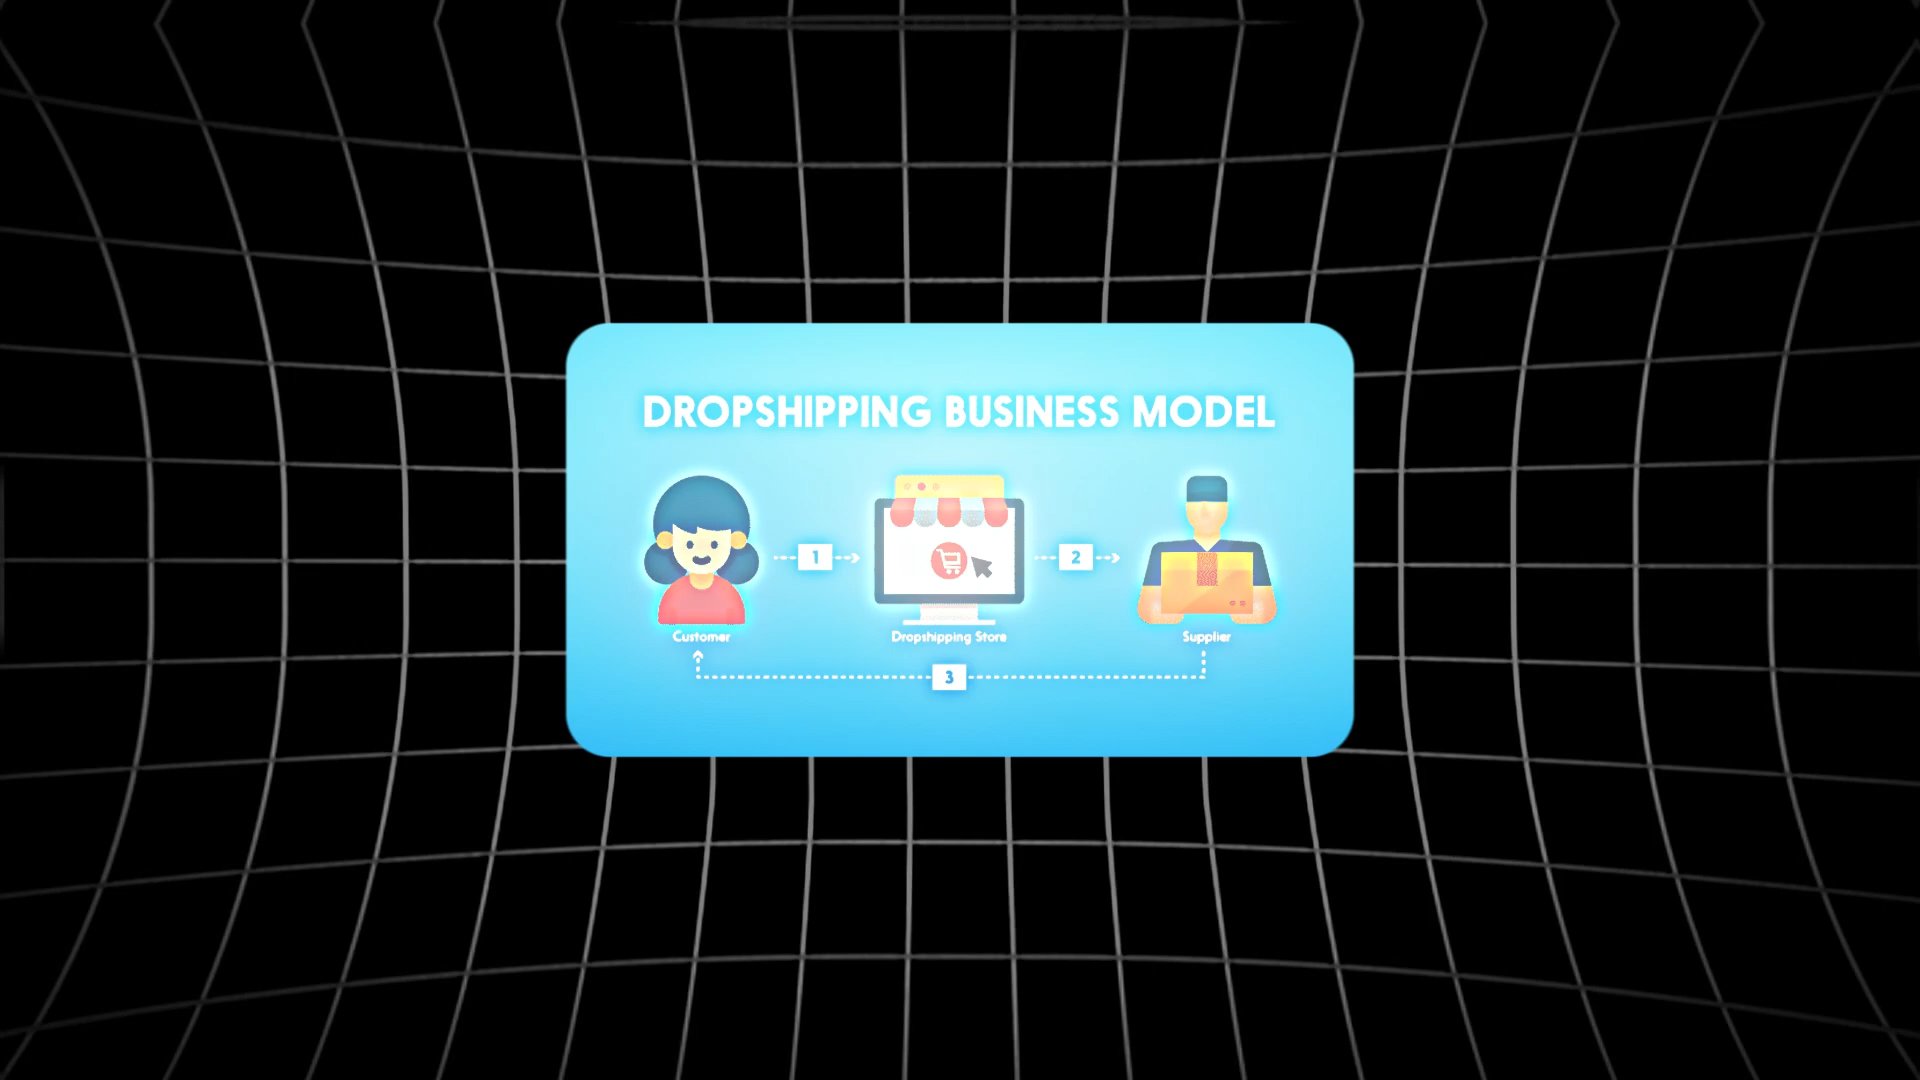 DROPSHIPPING BUSINESS MODEL
1
2
Customer
Dropshipping Store
Supplier
3